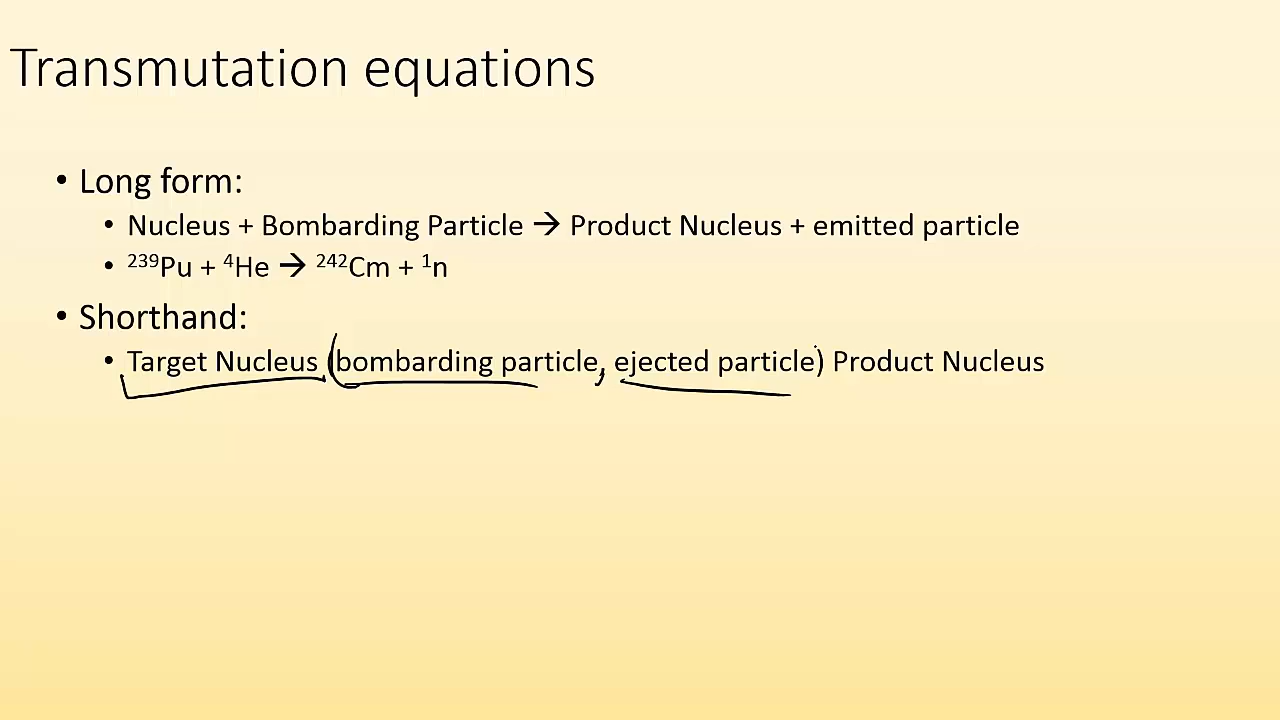 Transmutation equations
• Long form:
• Nucleus + Bombarding Particle → Product Nucleus + emitted particle
• ²³⁹Pu + ⁴He → ²⁴²Cm + ¹n
• Shorthand:
• Target Nucleus (bombarding particle, ejected particle) Product Nucleus